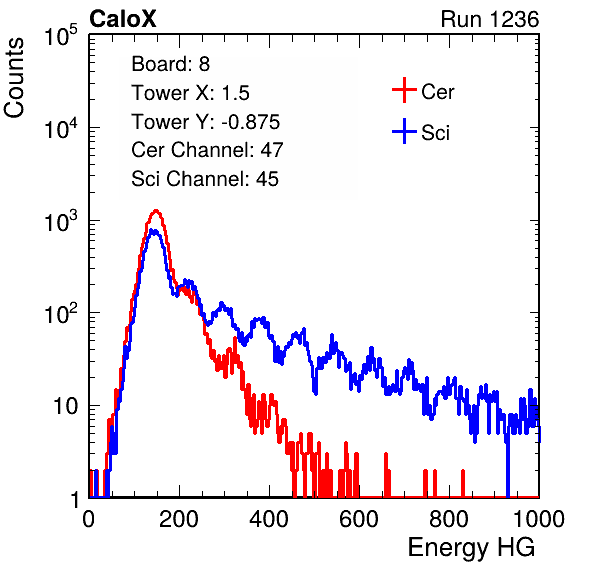 CaloX Run 1236
Counts
10^5
10^4
10^3
10^2
10
1
Board: 8
Tower X: 1.5
Tower Y: -0.875
Cer Channel: 47
Sci Channel: 45
Cer
Sci
0 200 400 600 800 1000
Energy HG